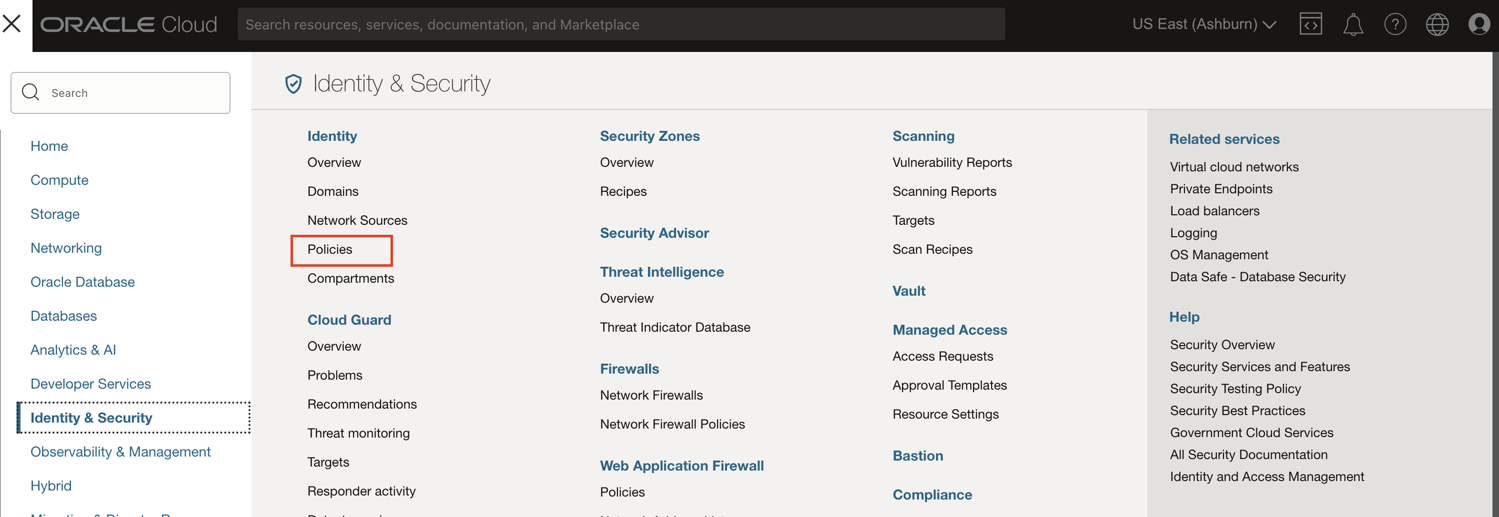 ORACLE Cloud
Search resources, services, documentation, and Marketplace
US East (Ashburn)
Search
Home
Compute
Storage
Networking
Oracle Database
Databases
Analytics & AI
Developer Services
Identity & Security
Observability & Management
Hybrid
Identity & Security
Identity
Overview
Domains
Network Sources
Policies
Compartments
Cloud Guard
Overview
Problems
Recommendations
Threat monitoring
Targets
Responder activity
Security Zones
Overview
Recipes
Security Advisor
Threat Intelligence
Overview
Threat Indicator Database
Firewalls
Network Firewalls
Network Firewall Policies
Web Application Firewall
Policies
Scanning
Vulnerability Reports
Scanning Reports
Targets
Scan Recipes
Vault
Managed Access
Access Requests
Approval Templates
Resource Settings
Bastion
Compliance
Related services
Virtual cloud networks
Private Endpoints
Load balancers
Logging
OS Management
Data Safe - Database Security
Help
Security Overview
Security Services and Features
Security Testing Policy
Security Best Practices
Government Cloud Services
All Security Documentation
Identity and Access Management